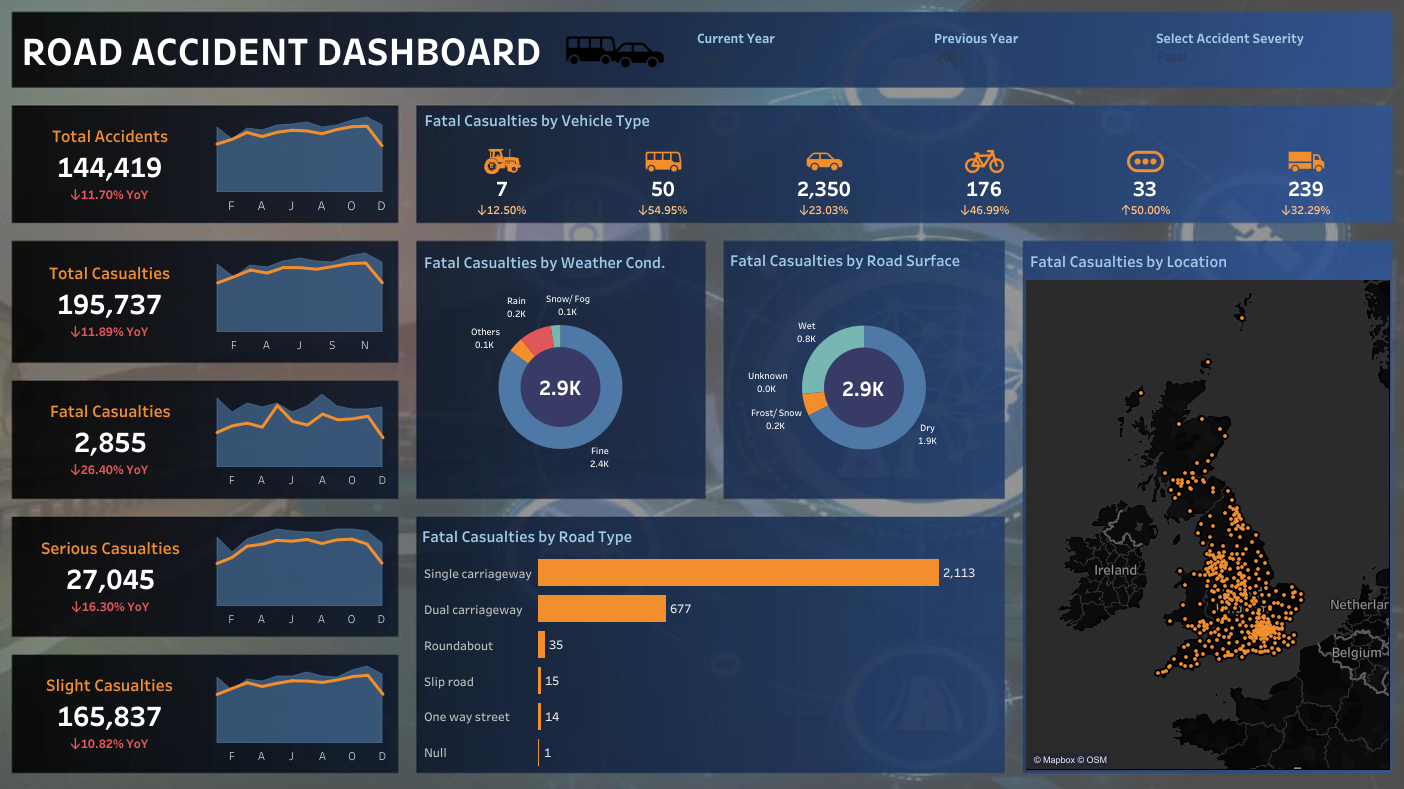 ROAD ACCIDENT DASHBOARD
Current Year
Previous Year
Select Accident Severity
Fatal
Total Accidents
144,419
↓11.70% YoY
F A J A O D
Total Casualties
195,737
↓11.89% YoY
F A J S N
Fatal Casualties
2,855
↓26.40% YoY
F A J A O D
Serious Casualties
27,045
↓16.30% YoY
F A J A O D
Slight Casualties
165,837
↓10.82% YoY
F A J A O D
Fatal Casualties by Vehicle Type
7 50 2,350 176 33 239
↓12.50% ↓54.95% ↓23.03% ↓46.99% ↑50.00% ↓32.29%
Fatal Casualties by Weather Cond.
Rain
0.2K
Snow/ Fog
0.1K
Others
0.1K
2.9K
Fine
2.4K
Fatal Casualties by Road Surface
Wet
0.8K
Unknown
0.0K
Frost/ Snow
0.2K
2.9K
Dry
1.9K
Fatal Casualties by Road Type
Single carriageway 2,113
Dual carriageway 677
Roundabout 35
Slip road 15
One way street 14
Null 1
Fatal Casualties by Location
Ireland
Netherlar
Belgium
© Mapbox © OSM